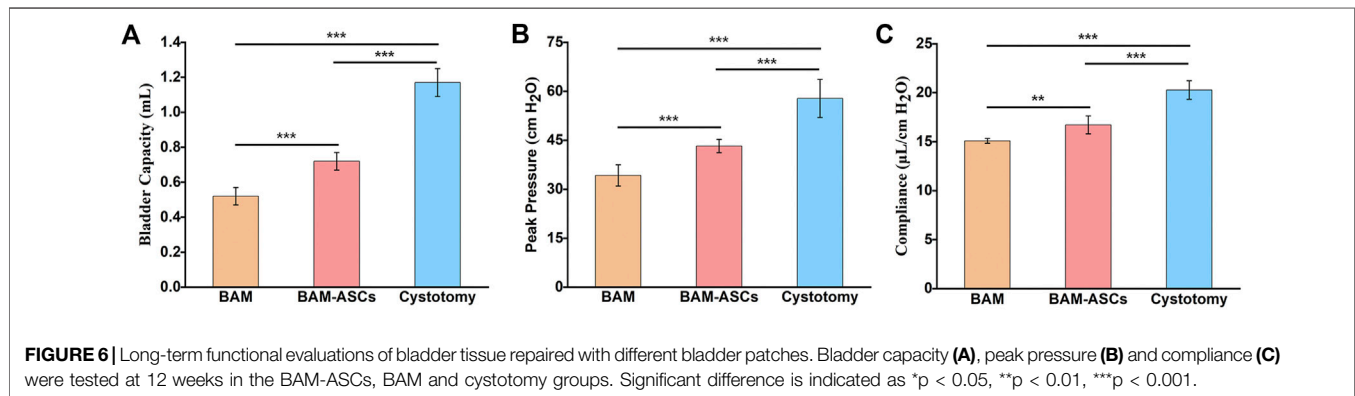 A
Bladder Capacity (mL)
1.4
1.2
1.0
0.8
0.6
0.4
0.2
0.0
***
***
***
BAM BAM-ASCs Cystotomy
B
Peak Pressure (cm H₂O)
75
60
45
30
15
0
***
***
***
BAM BAM-ASCs Cystotomy
C
Compliance (µL/cm H₂O)
25
20
15
10
5
0
***
***
**
BAM BAM-ASCs Cystotomy
FIGURE 6 | Long-term functional evaluations of bladder tissue repaired with different bladder patches. Bladder capacity (A), peak pressure (B) and compliance (C)
were tested at 12 weeks in the BAM-ASCs, BAM and cystotomy groups. Significant difference is indicated as *p < 0.05, **p < 0.01, ***p < 0.001.